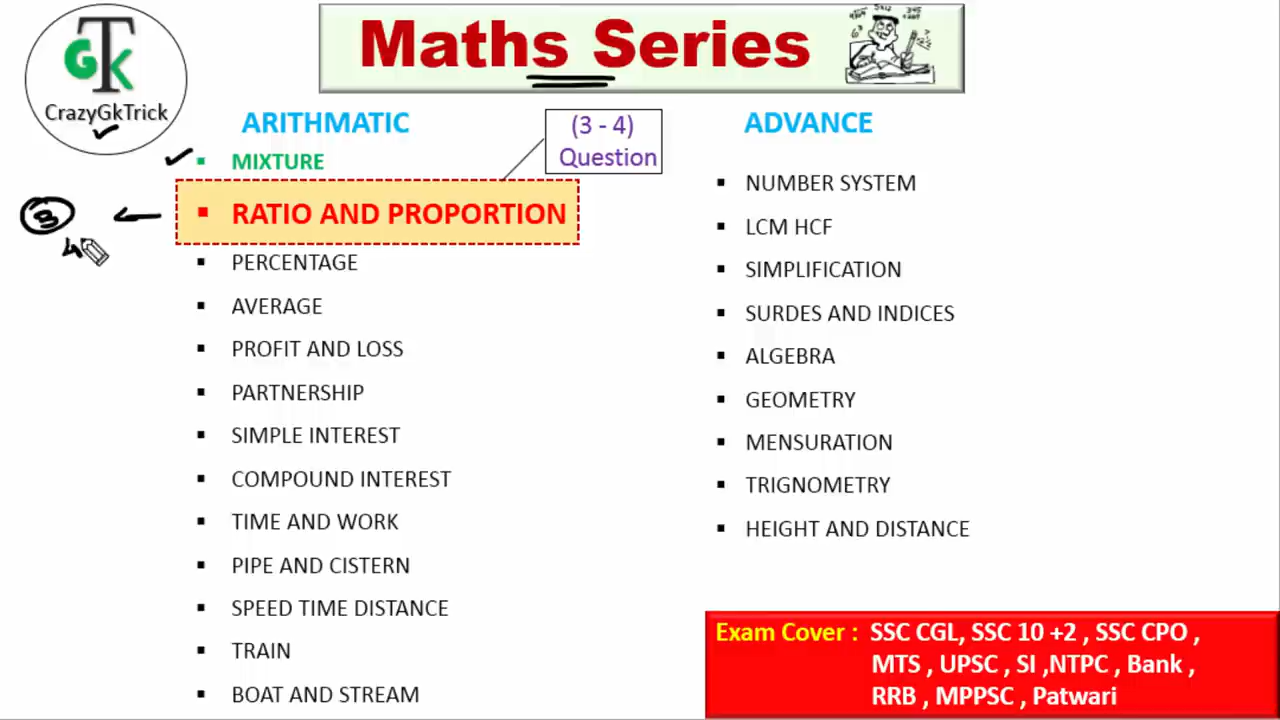 GTK
CrazyGkTrick
Maths Series
ARITHMATIC
MIXTURE
RATIO AND PROPORTION
(3 - 4)
Question
3
4
PERCENTAGE
AVERAGE
PROFIT AND LOSS
PARTNERSHIP
SIMPLE INTEREST
COMPOUND INTEREST
TIME AND WORK
PIPE AND CISTERN
SPEED TIME DISTANCE
TRAIN
BOAT AND STREAM
ADVANCE
NUMBER SYSTEM
LCM HCF
SIMPLIFICATION
SURDES AND INDICES
ALGEBRA
GEOMETRY
MENSURATION
TRIGNOMETRY
HEIGHT AND DISTANCE
Exam Cover : SSC CGL, SSC 10 +2 , SSC CPO ,
MTS , UPSC , SI ,NTPC , Bank ,
RRB , MPPSC , Patwari